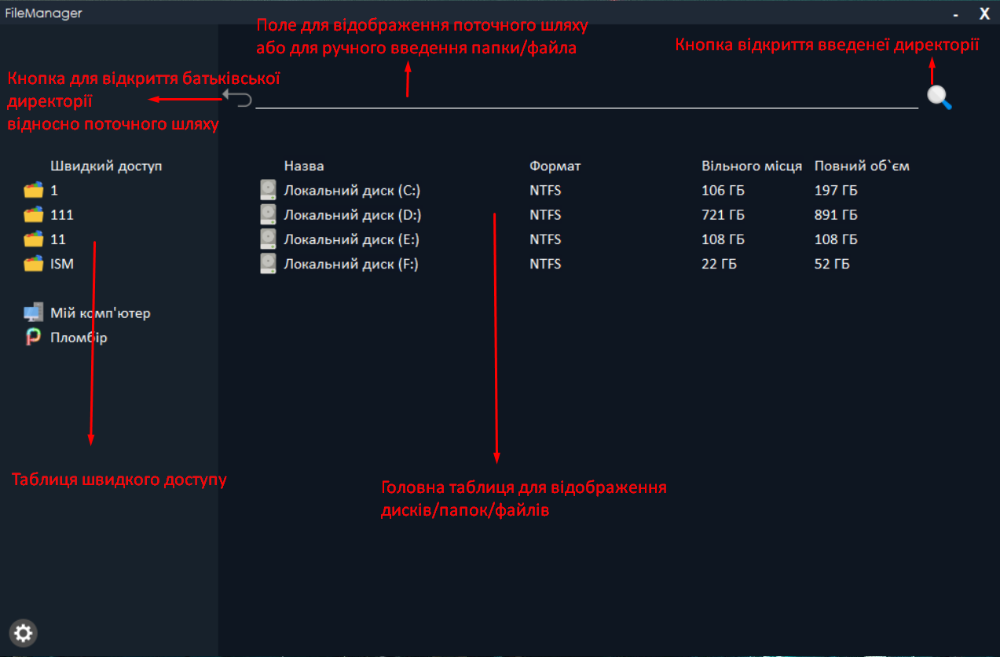 FileManager
- X
Поле для відображення поточного шляху
або для ручного введення папки/файла
Кнопка відкриття введенеї директорії
Кнопка для відкриття батьківської
директорії
відносно поточного шляху
Швидкий доступ
1
111
11
ISM
Мій комп'ютер
Пломбір
Назва Формат Вільного місця Повний об`єм
Локальний диск (C:) NTFS 106 ГБ 197 ГБ
Локальний диск (D:) NTFS 721 ГБ 891 ГБ
Локальний диск (E:) NTFS 108 ГБ 108 ГБ
Локальний диск (F:) NTFS 22 ГБ 52 ГБ
Таблиця швидкого доступу
Головна таблиця для відображення
дисків/папок/файлів